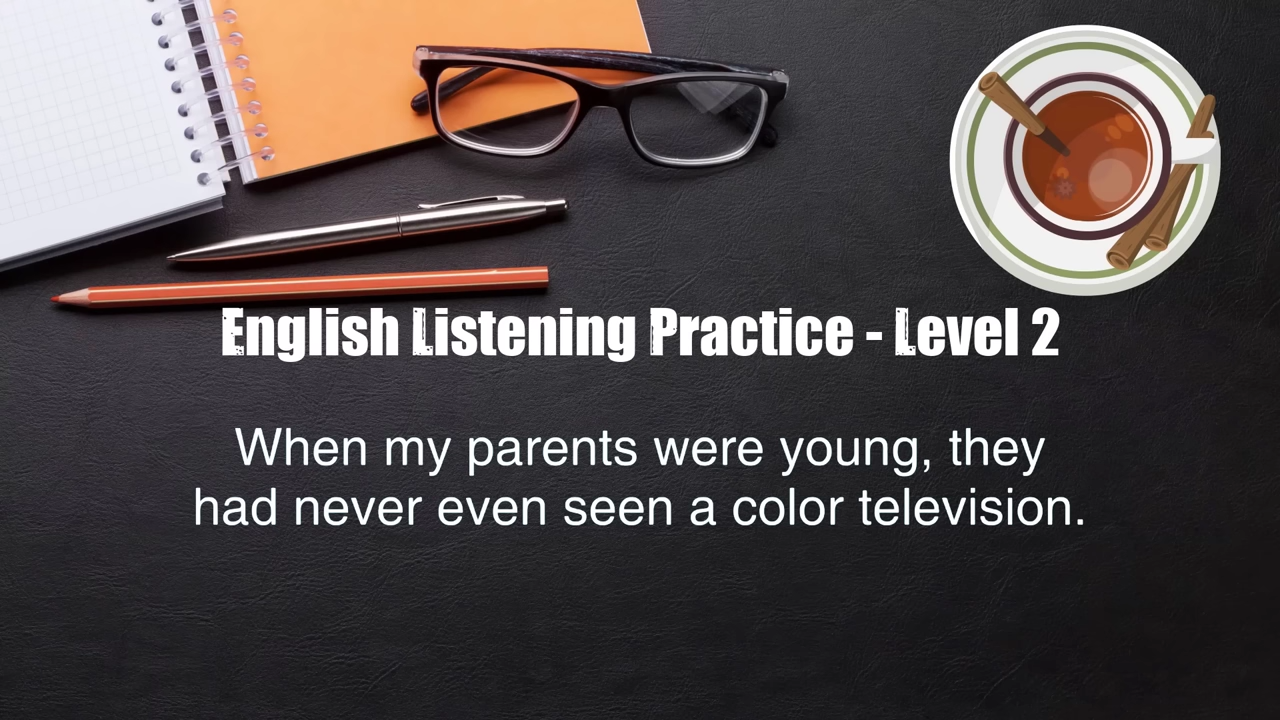 English Listening Practice - Level 2
When my parents were young, they
had never even seen a color television.